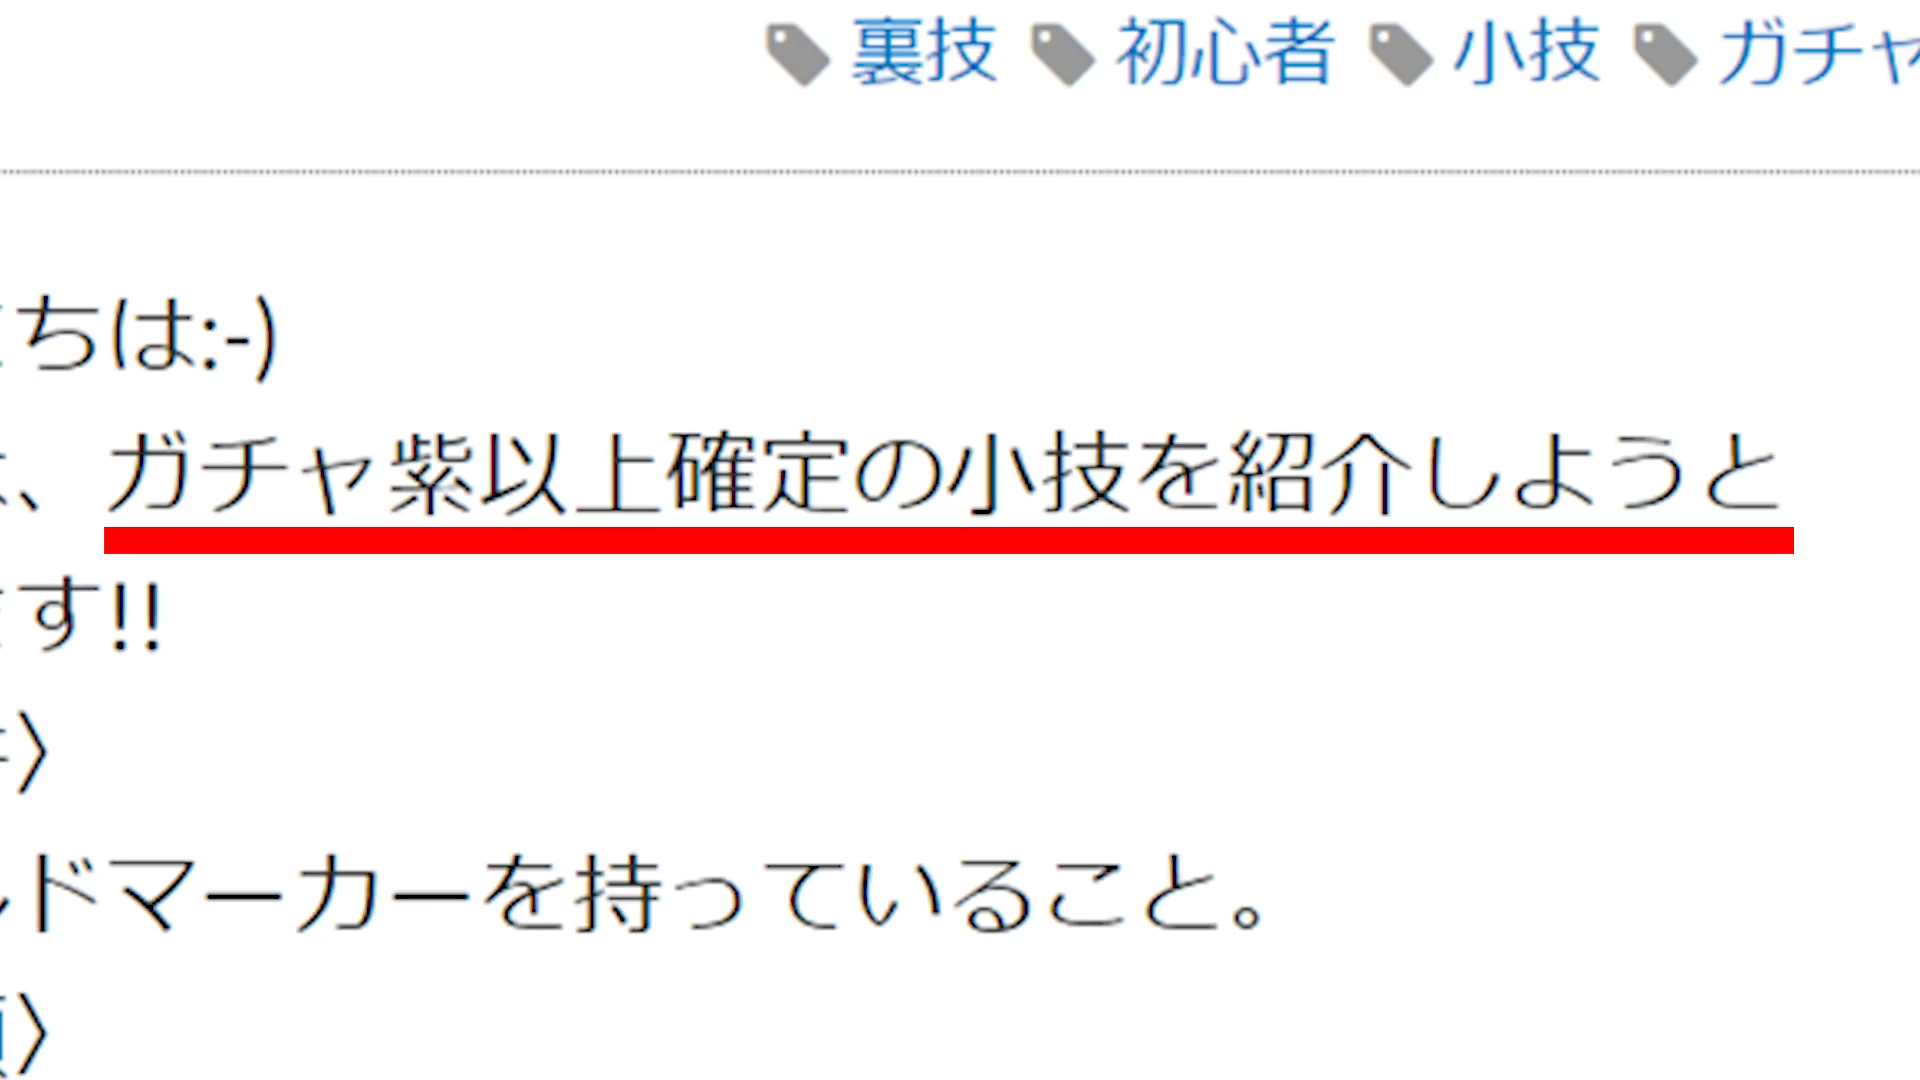 裏技 初心者 小技 ガチャ
ちは:-)
、ガチャ紫以上確定の小技を紹介しようと
す!!
〉
ドマーカーを持っていること。
〉